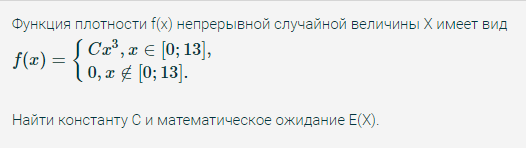 Функция плотности f(x) непрерывной случайной величины X имеет вид
f(x) = { Cx³, x ∈ [0; 13],
0, x ∉ [0; 13].
Найти константу C и математическое ожидание E(X).